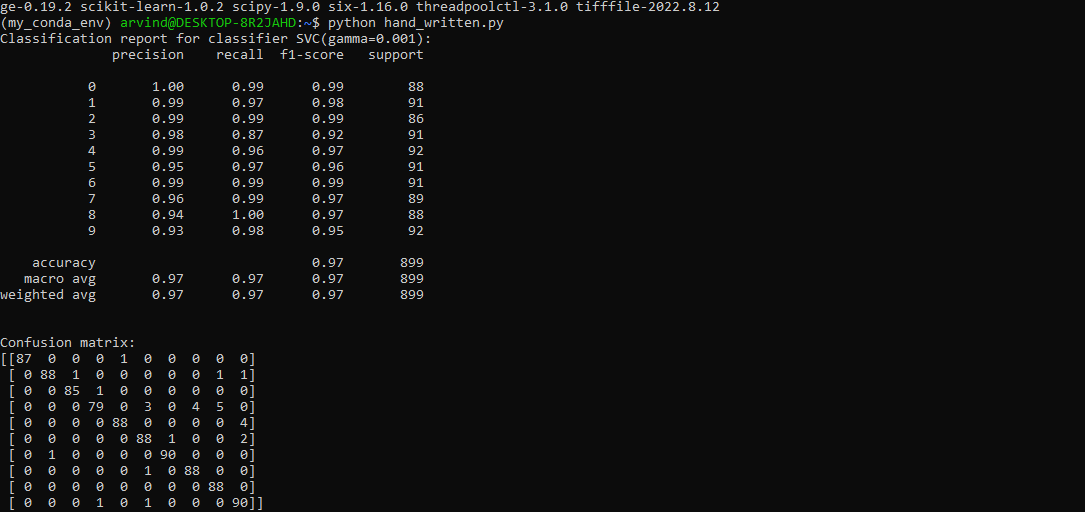 ge-0.19.2 scikit-learn-1.0.2 scipy-1.9.0 six-1.16.0 threadpoolctl-3.1.0 tifffile-2022.8.12
(my_conda_env) arvind@DESKTOP-8R2JAHD:~$ python hand_written.py
Classification report for classifier SVC(gamma=0.001):
              precision    recall  f1-score   support

           0       1.00      0.99      0.99        88
           1       0.99      0.97      0.98        91
           2       0.99      0.99      0.99        86
           3       0.98      0.87      0.92        91
           4       0.99      0.96      0.97        92
           5       0.95      0.97      0.96        91
           6       0.99      0.99      0.99        91
           7       0.96      0.99      0.97        89
           8       0.94      1.00      0.97        88
           9       0.93      0.98      0.95        92

    accuracy                           0.97       899
   macro avg       0.97      0.97      0.97       899
weighted avg       0.97      0.97      0.97       899


Confusion matrix:
[[87  0  0  0  1  0  0  0  0  0]
 [ 0 88  1  0  0  0  0  0  1  1]
 [ 0  0 85  1  0  0  0  0  0  0]
 [ 0  0  0 79  0  3  0  4  5  0]
 [ 0  0  0  0 88  0  0  0  0  4]
 [ 0  0  0  0  0 88  1  0  0  2]
 [ 0  1  0  0  0  0 90  0  0  0]
 [ 0  0  0  0  0  1  0 88  0  0]
 [ 0  0  0  0  0  0  0  0 88  0]
 [ 0  0  0  1  0  1  0  0  0 90]]